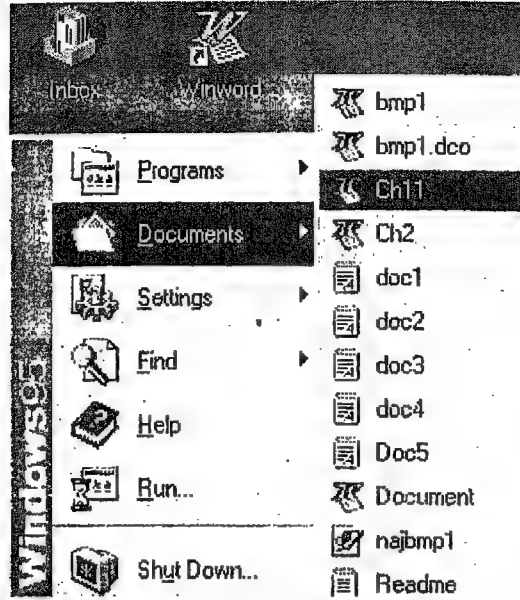 Inbox
Winword
Programs
Documents
Settings
Find
Help
Run...
Shut Down...
Windows95
bmp1
bmp1.dco
Ch11
Ch2
doc1
doc2
doc3
doc4
Doc5
Document
najbmp1
Readme